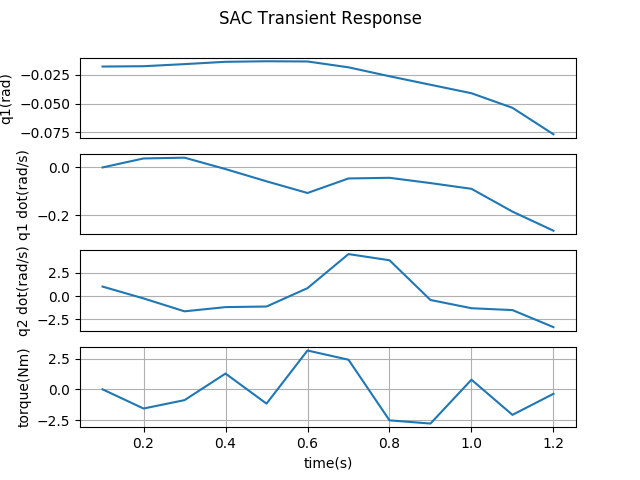 SAC Transient Response
q1(rad)
−0.025
−0.050
−0.075
q1 dot(rad/s)
0.0
−0.2
q2 dot(rad/s)
2.5
0.0
−2.5
torque(Nm)
2.5
0.0
−2.5
0.2 0.4 0.6 0.8 1.0 1.2
time(s)